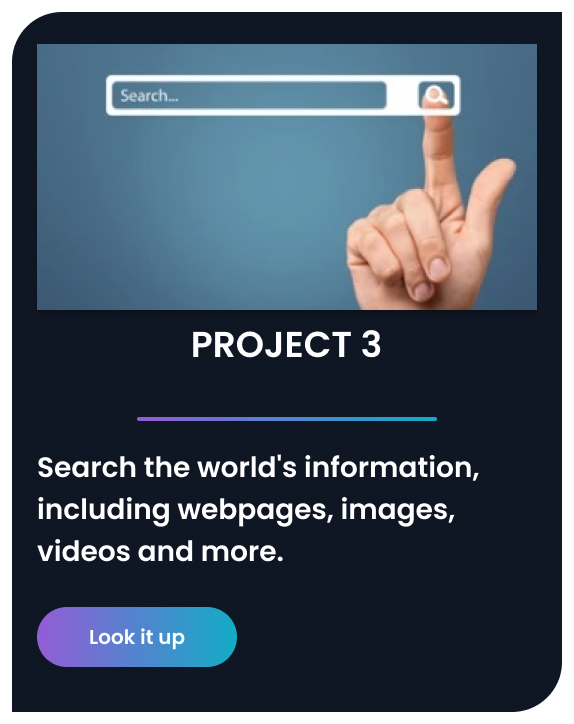 Search...
PROJECT 3
Search the world's information,
including webpages, images,
videos and more.
Look it up